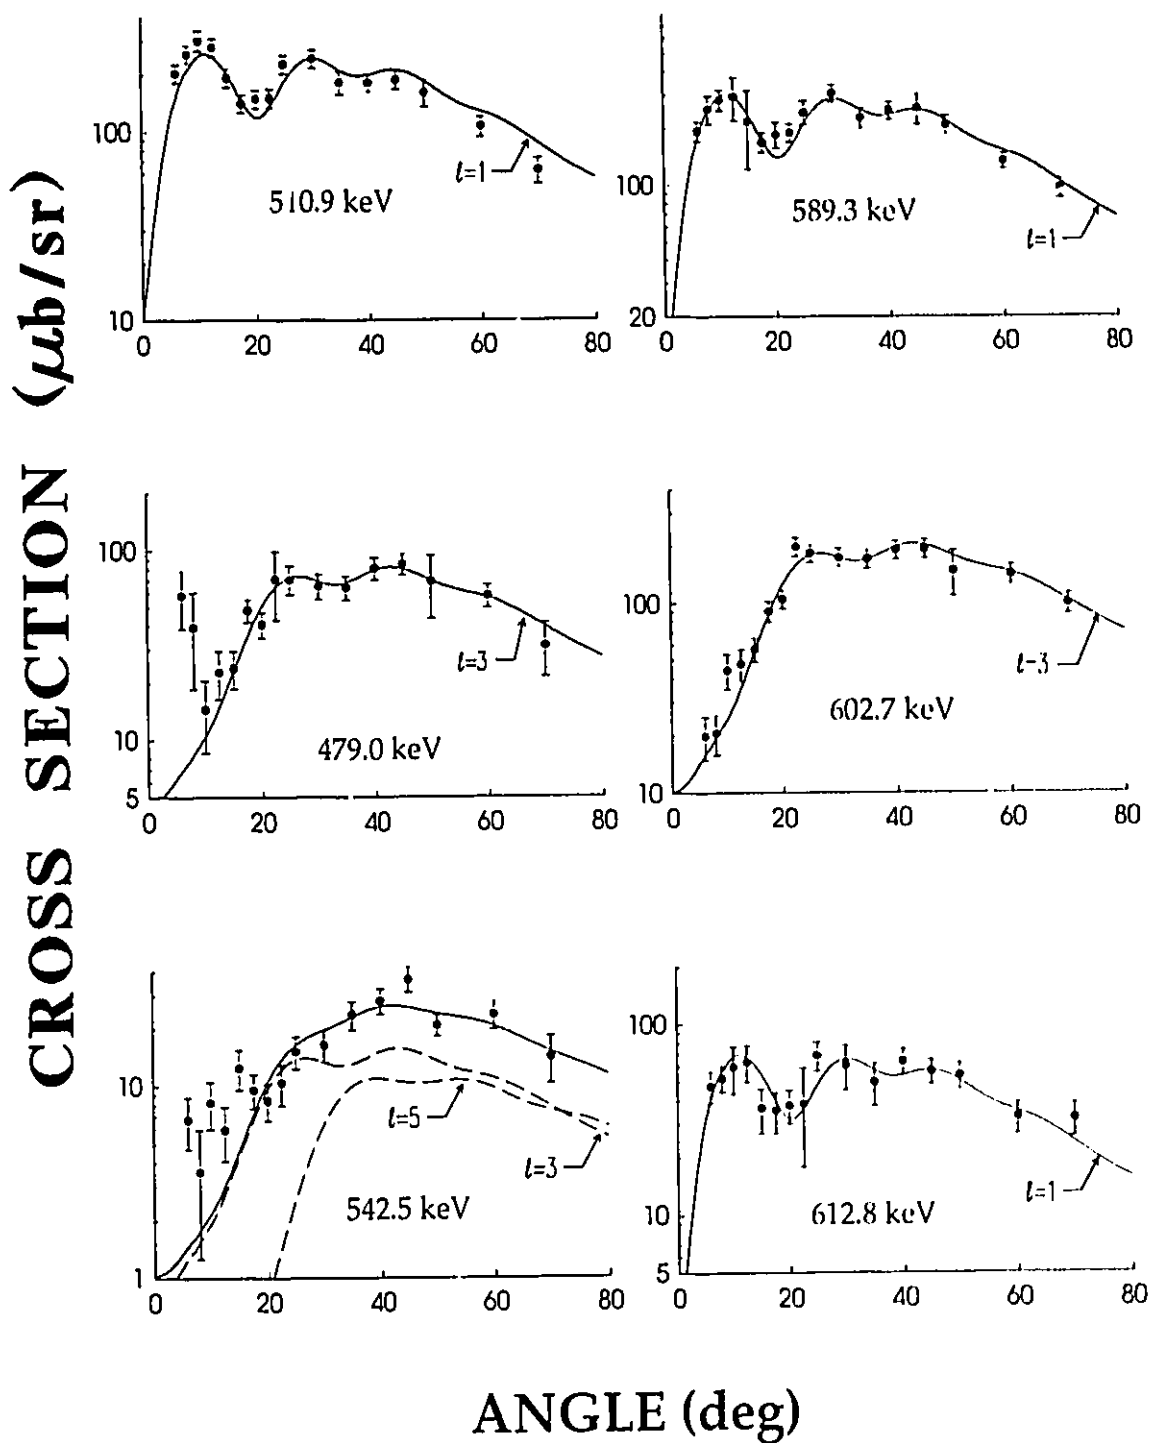 CROSS SECTION (μb/sr)
100
10
0 20 40 60 80
ℓ=1
510.9 keV
100
20
0 20 40 60 80
ℓ=1
589.3 keV
100
10
5
0 20 40 60 80
ℓ=3
479.0 keV
100
10
0 20 40 60 80
ℓ=3
602.7 keV
10
1
0 20 40 60 80
ℓ=5
ℓ=3
542.5 keV
100
10
5
0 20 40 60 80
ℓ=1
612.8 keV
ANGLE (deg)